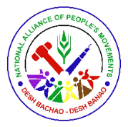 NATIONAL ALLIANCE OF PEOPLE'S MOVEMENTS
DESH BACHAO - DESH BANAO